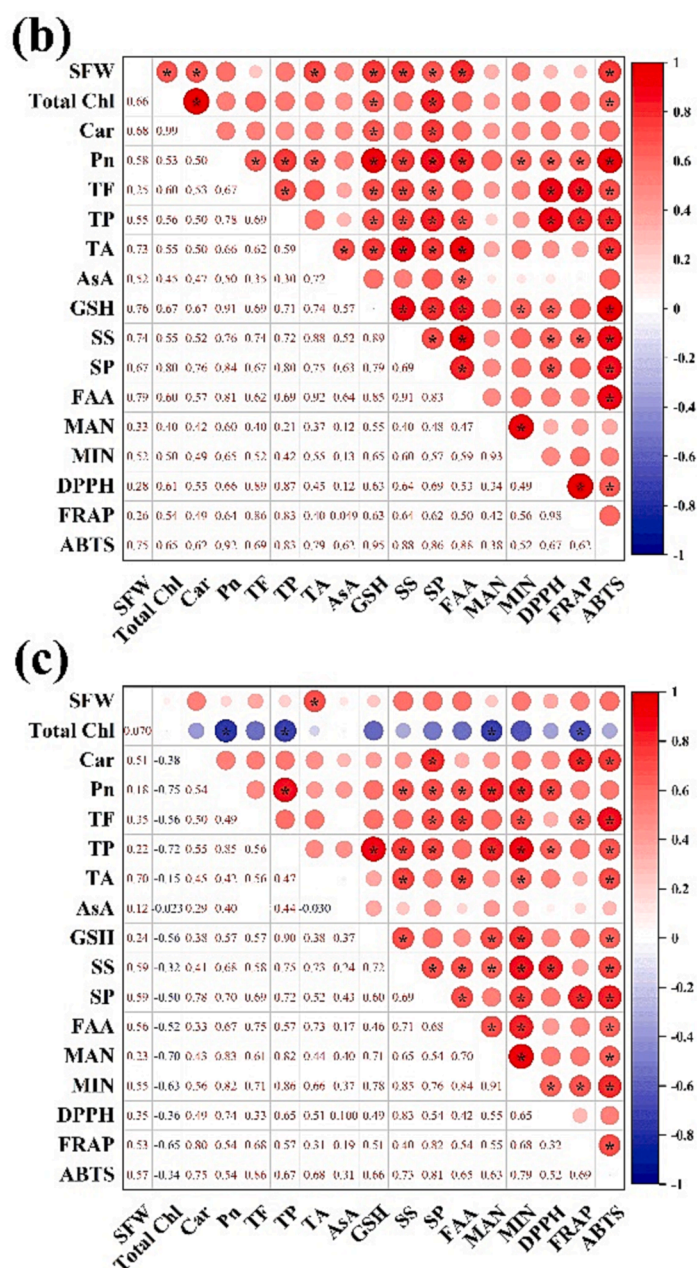 (b)
SFW
Total Chl 0.66
Car 0.68 0.99
Pn 0.58 0.53 0.50
TF 0.25 0.60 0.53 0.67
TP 0.55 0.56 0.50 0.78 0.69
TA 0.73 0.55 0.50 0.66 0.62 0.59
AsA 0.52 0.45 0.47 0.50 0.35 0.30 0.72
GSH 0.76 0.67 0.67 0.91 0.69 0.71 0.74 0.57
SS 0.74 0.55 0.52 0.76 0.74 0.72 0.88 0.52 0.89
SP 0.67 0.80 0.76 0.84 0.67 0.80 0.75 0.63 0.79 0.69
FAA 0.79 0.60 0.57 0.81 0.62 0.69 0.92 0.64 0.85 0.91 0.83
MAN 0.33 0.40 0.42 0.60 0.40 0.21 0.37 0.12 0.55 0.40 0.48 0.47
MIN 0.52 0.50 0.49 0.65 0.52 0.42 0.55 0.13 0.65 0.60 0.57 0.59 0.93
DPPH 0.28 0.61 0.55 0.66 0.89 0.87 0.45 0.12 0.63 0.64 0.69 0.53 0.34 0.49
FRAP 0.26 0.54 0.49 0.64 0.86 0.83 0.40 0.049 0.63 0.64 0.62 0.50 0.42 0.56 0.98
ABTS 0.75 0.65 0.62 0.92 0.69 0.83 0.79 0.62 0.95 0.88 0.86 0.88 0.38 0.52 0.67 0.62
SFW Total Chl Car Pn TF TP TA AsA GSH SS SP FAA MAN MIN DPPH FRAP ABTS
1
0.8
0.6
0.4
0.2
0
-0.2
-0.4
-0.6
-0.8
-1
(c)
SFW
Total Chl 0.070
Car 0.51 -0.38
Pn 0.18 -0.75 0.54
TF 0.35 -0.56 0.50 0.49
TP 0.22 -0.72 0.55 0.85 0.56
TA 0.70 -0.15 0.45 0.42 0.56 0.47
AsA 0.12 -0.023 0.29 0.40 0.44 -0.030
GSH 0.24 -0.56 0.38 0.57 0.57 0.90 0.38 0.37
SS 0.59 -0.32 0.41 0.68 0.58 0.75 0.73 0.24 0.72
SP 0.59 -0.50 0.78 0.70 0.69 0.72 0.52 0.43 0.60 0.69
FAA 0.56 -0.52 0.33 0.67 0.75 0.57 0.73 0.17 0.46 0.71 0.68
MAN 0.23 -0.70 0.43 0.83 0.61 0.82 0.44 0.40 0.71 0.65 0.54 0.70
MIN 0.55 -0.63 0.56 0.82 0.71 0.86 0.66 0.37 0.78 0.85 0.76 0.84 0.91
DPPH 0.35 -0.36 0.49 0.74 0.33 0.65 0.51 0.100 0.49 0.83 0.54 0.42 0.55 0.65
FRAP 0.53 -0.65 0.80 0.54 0.68 0.57 0.31 0.19 0.51 0.40 0.82 0.54 0.55 0.68 0.32
ABTS 0.57 -0.34 0.75 0.54 0.86 0.67 0.68 0.31 0.66 0.73 0.81 0.65 0.63 0.79 0.52 0.69
SFW Total Chl Car Pn TF TP TA AsA GSH SS SP FAA MAN MIN DPPH FRAP ABTS
1
0.8
0.6
0.4
0.2
0
-0.2
-0.4
-0.6
-0.8
-1